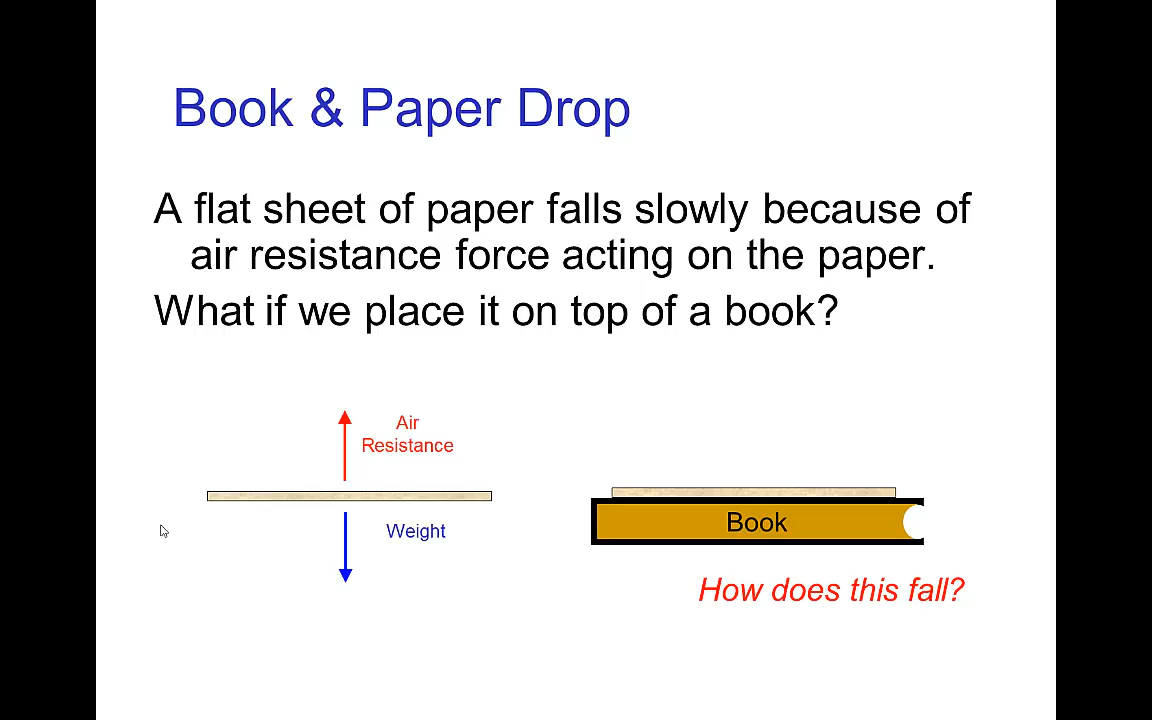 Book & Paper Drop
A flat sheet of paper falls slowly because of
air resistance force acting on the paper.
What if we place it on top of a book?
Air
Resistance
Weight
Book
How does this fall?